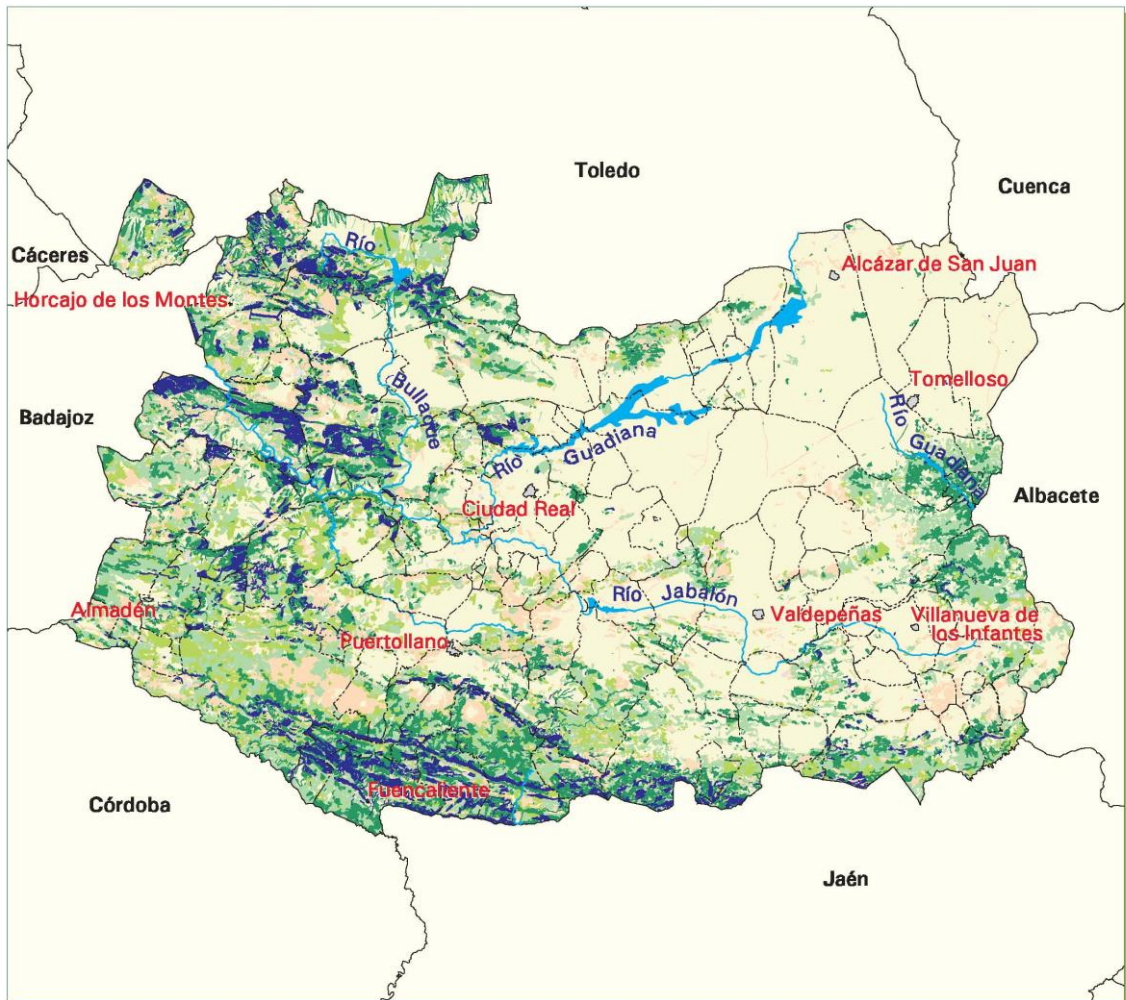 Toledo
Cuenca
Río
Cáceres
Alcázar de San Juan
Horcajo de los Montes
Bullaque
Tomelloso
Badajoz
Río
Guadiana
Río
Guadiana
Ciudad Real
Albacete
Río Jabalón
Almadén
Valdepeñas
Villanueva de
los Infantes
Puertollano
Fuencaliente
Córdoba
Jaén